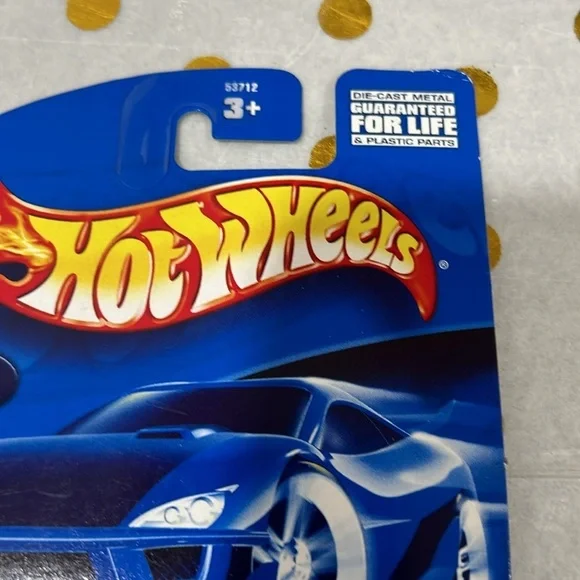 53712
3+
DIE-CAST METAL
GUARANTEED
FOR LIFE
& PLASTIC PARTS
Hot Wheels
®